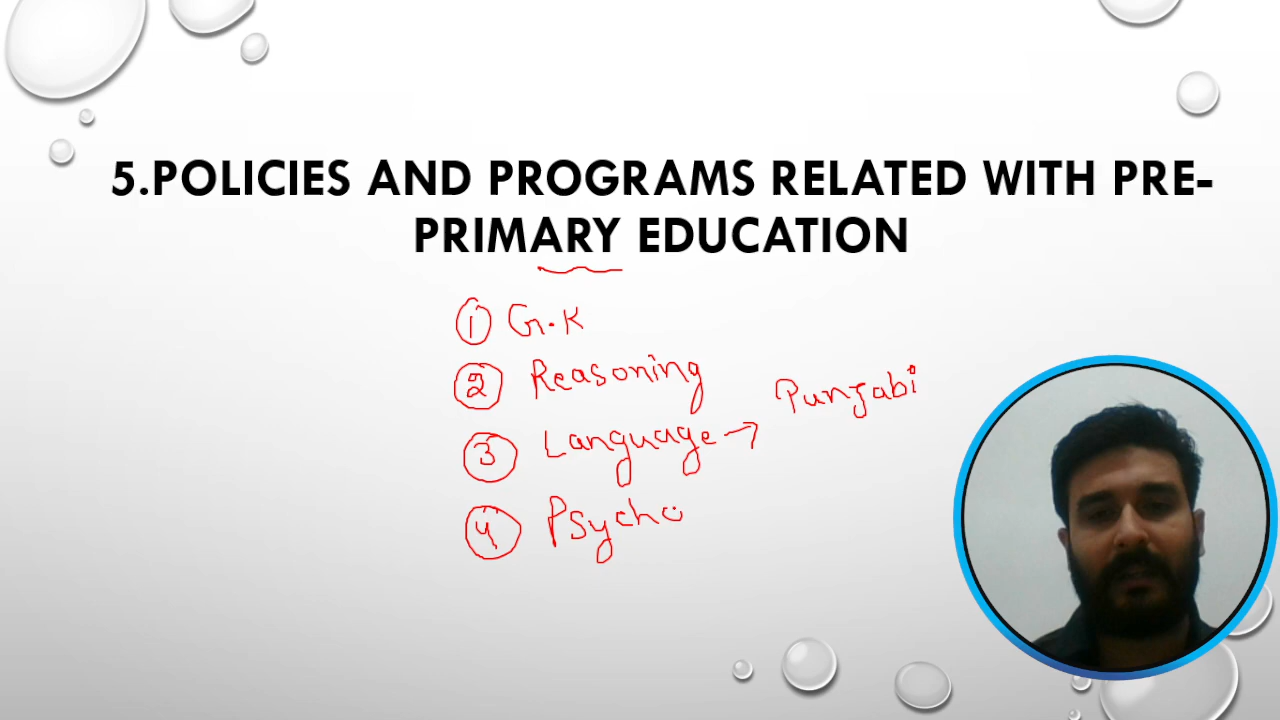 5.POLICIES AND PROGRAMS RELATED WITH PRE-
PRIMARY EDUCATION
1 G.K
2 Reasoning
3 Language → Punjabi
4 Psycho